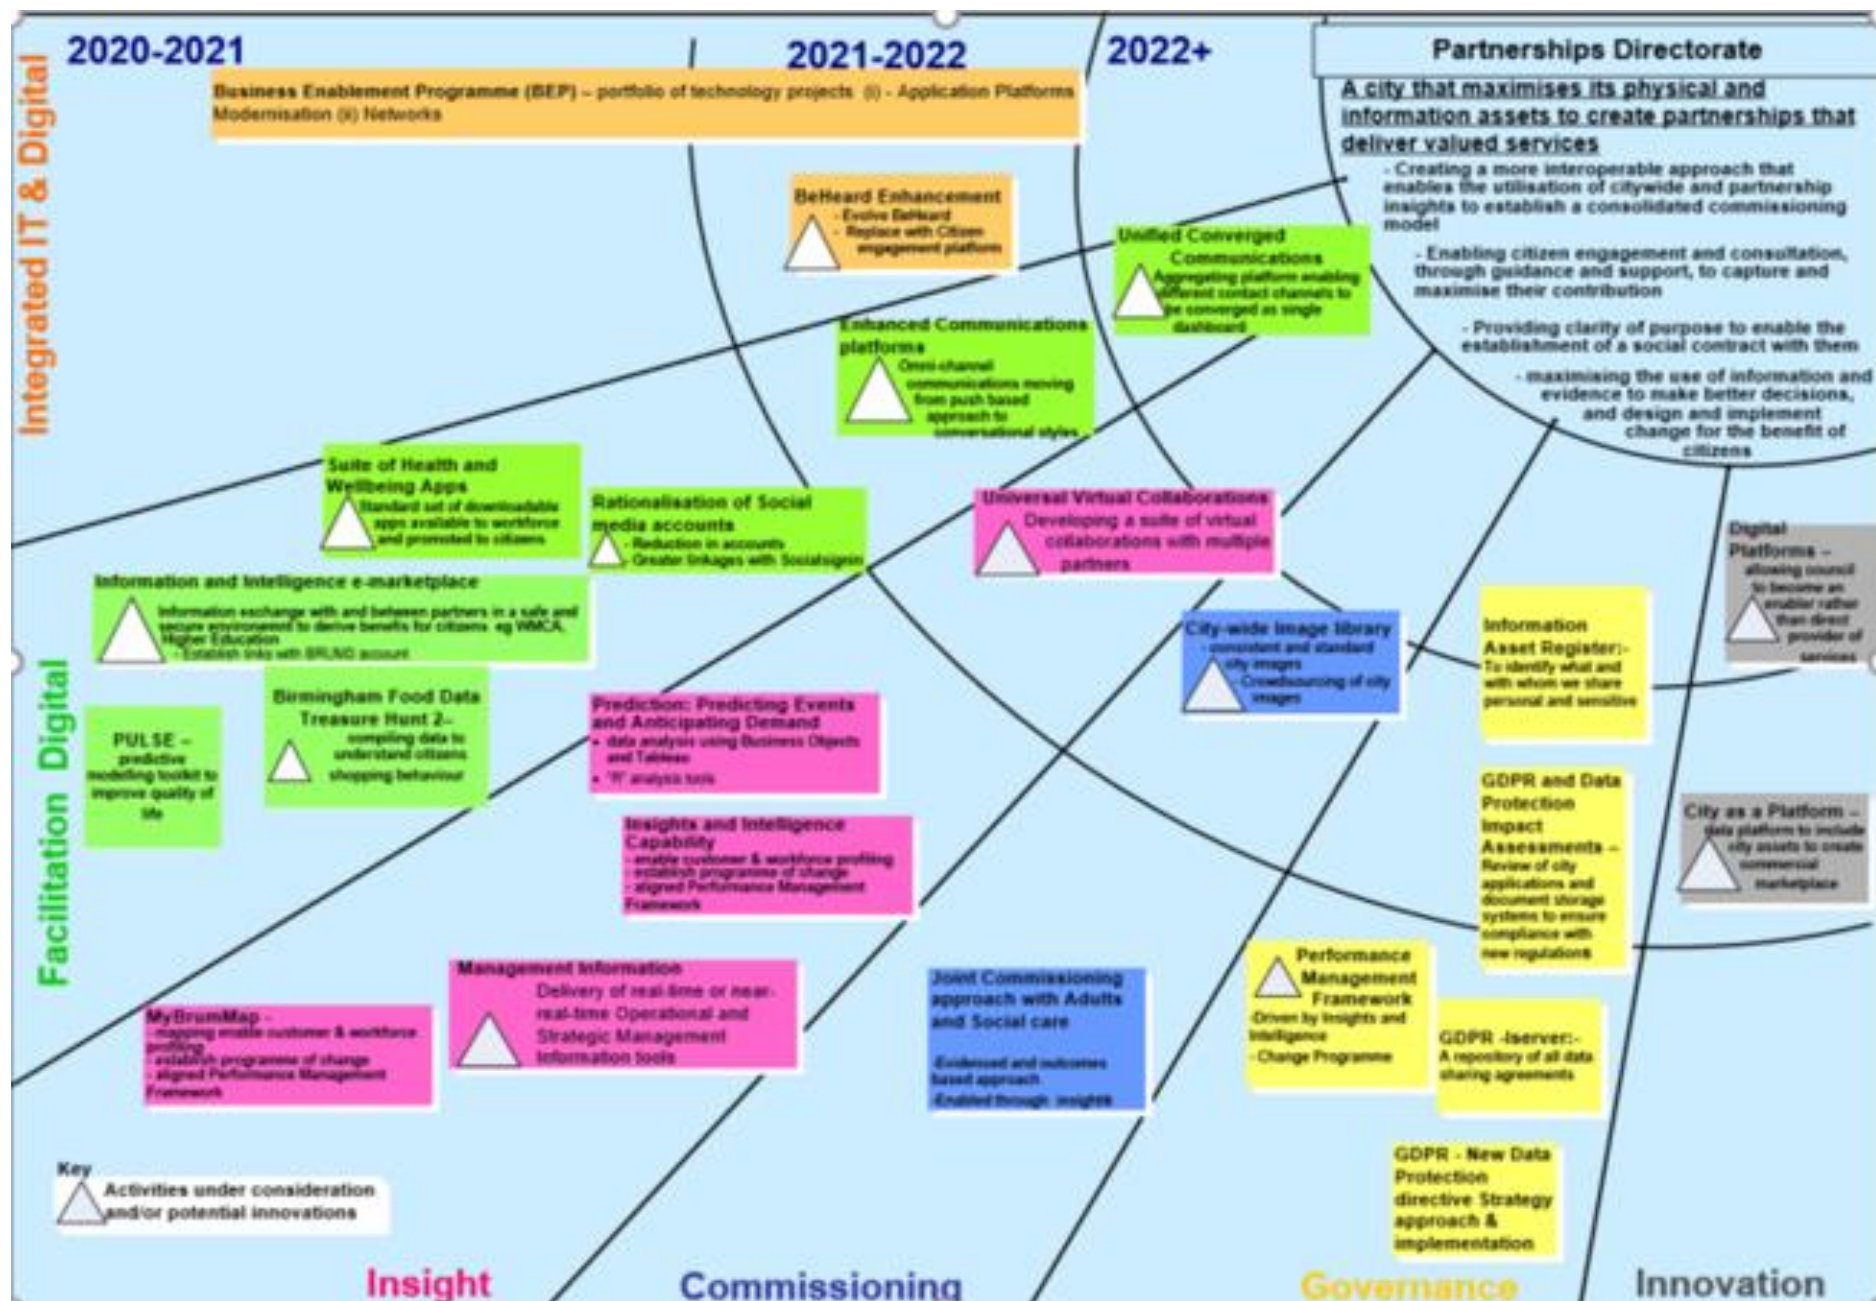 2020-2021
2021-2022
2022+
Partnerships Directorate
A city that maximises its physical and
information assets to create partnerships that
deliver valued services
- Creating a more interoperable approach that
enables the utilisation of citywide and partnership
insights to establish a consolidated commissioning
model
- Enabling citizen engagement and consultation,
through guidance and support, to capture and
maximise their contribution
- Providing clarity of purpose to enable the
establishment of a social contract with them
- maximising the use of information and
evidence to make better decisions,
and design and implement
change for the benefit of
citizens
Integrated IT & Digital
Business Enablement Programme (BEP) – portfolio of technology projects (i) - Application Platforms
Modernisation (ii) Networks
BeHeard Enhancement
- Evolve BeHeard
- Replace with Citizen
engagement platform
Unified Converged
Communications
Aggregating platform enabling
different contact channels to
be converged as single
dashboard
Enhanced Communications
platforms
Omni-channel
communications moving
from push based
approach to
conversational styles
Suite of Health and
Wellbeing Apps
Standard set of downloadable
apps available to workforce
and promoted to citizens
Rationalisation of Social
media accounts
- Reduction in accounts
- Greater linkages with Socialsignin
Information and Intelligence e-marketplace
Information exchange with and between partners in a safe and
secure environemnt to derive benefit for citizens eg WMCA,
Higher Education
- Establish links with account
Facilitation Digital
PULSE –
predictive
modelling toolkit to
improve quality of
life
Birmingham Food Data
Treasure Hunt 2–
compiling data to
understand citizens
shopping behaviour
Universal Virtual Collaborations
Developing a suite of virtual
collaborations with multiple
partners
Prediction: Predicting Events
and Anticipating Demand
• data analysis using Business Objects
and Tableau
• "R" analysis tools
Insights and Intelligence
Capability
- enable customer & workforce profiling
- establish programme of change
- aligned Performance Management
Framework
Management Information
Delivery of real-time or near-
real-time Operational and
Strategic Management
Information tools
MyBrumMap -
- mapping enable customer & workforce
profiling
- establish programme of change
- aligned Performance Management
Framework
City-wide Image library
- consistent and standard
city images
- Crowdsourcing of city
images
Joint Commissioning
approach with Adults
and Social care
-Evidenced and outcomes
based approach
-Enabled through insights
Information
Asset Register:-
To identify what and
with whom we share
personal and sensitive
GDPR and Data
Protection
Impact
Assessments –
Review of city
applications and
document storage
systems to ensure
compliance with
new regulations
Performance
Management
Framework
-Driven by Insights and
Intelligence
- Change Programme
GDPR -Iserver:-
A repository of all data
sharing agreements
GDPR - New Data
Protection
directive Strategy
approach &
implementation
Digital
Platforms –
allowing council
to become an
enabler rather
than direct
provider of
services
City as a Platform –
data platform to include
city assets to create
commercial
marketplace
Key
Activities under consideration
and/or potential innovations
Insight
Commissioning
Governance
Innovation